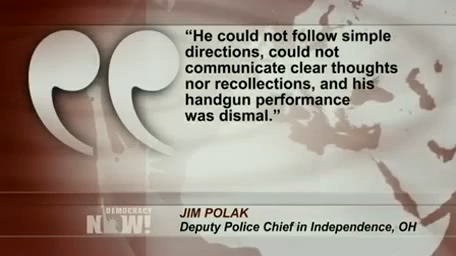 “He could not follow simple
directions, could not
communicate clear thoughts
nor recollections, and his
handgun performance
was dismal.”
DEMOCRACY
NOW!
JIM POLAK
Deputy Police Chief in Independence, OH